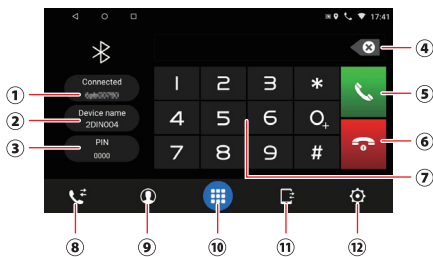 17:41
Connected
Device name
2DIN004
PIN
0000
1 2 3 *
4 5 6 0+
7 8 9 #
①
②
③
④
⑤
⑥
⑦
⑧ ⑨ ⑩ ⑪ ⑫